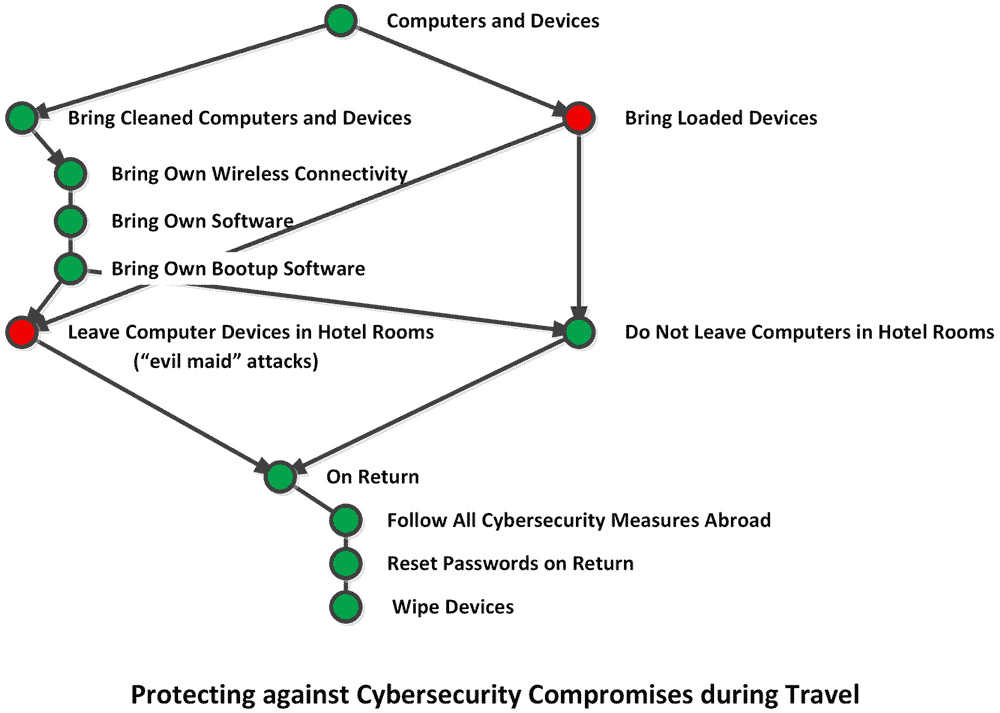 Computers and Devices
Bring Cleaned Computers and Devices
Bring Loaded Devices
Bring Own Wireless Connectivity
Bring Own Software
Bring Own Bootup Software
Leave Computer Devices in Hotel Rooms
(“evil maid” attacks)
Do Not Leave Computers in Hotel Rooms
On Return
Follow All Cybersecurity Measures Abroad
Reset Passwords on Return
Wipe Devices
Protecting against Cybersecurity Compromises during Travel